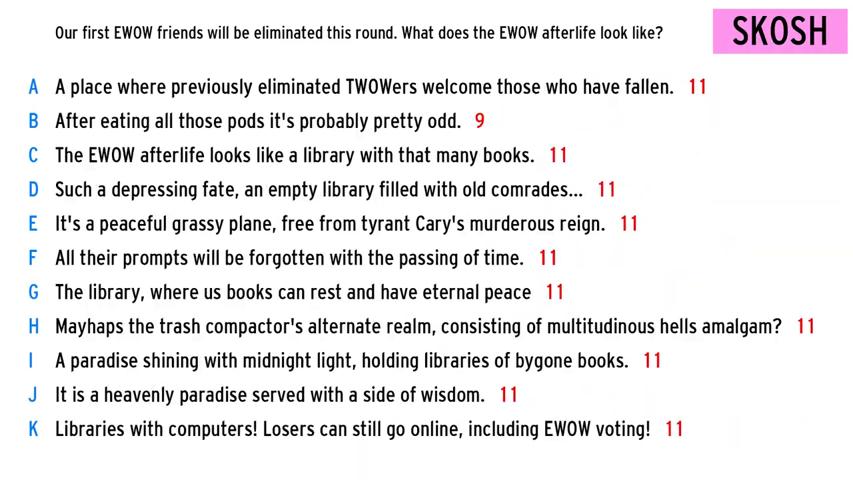 Our first EWOW friends will be eliminated this round. What does the EWOW afterlife look like?
SKOSH
A A place where previously eliminated TWOWers welcome those who have fallen. 11
B After eating all those pods it's probably pretty odd. 9
C The EWOW afterlife looks like a library with that many books. 11
D Such a depressing fate, an empty library filled with old comrades... 11
E It's a peaceful grassy plane, free from tyrant Cary's murderous reign. 11
F All their prompts will be forgotten with the passing of time. 11
G The library, where us books can rest and have eternal peace 11
H Mayhaps the trash compactor's alternate realm, consisting of multitudinous hells amalgam? 11
I A paradise shining with midnight light, holding libraries of bygone books. 11
J It is a heavenly paradise served with a side of wisdom. 11
K Libraries with computers! Losers can still go online, including EWOW voting! 11